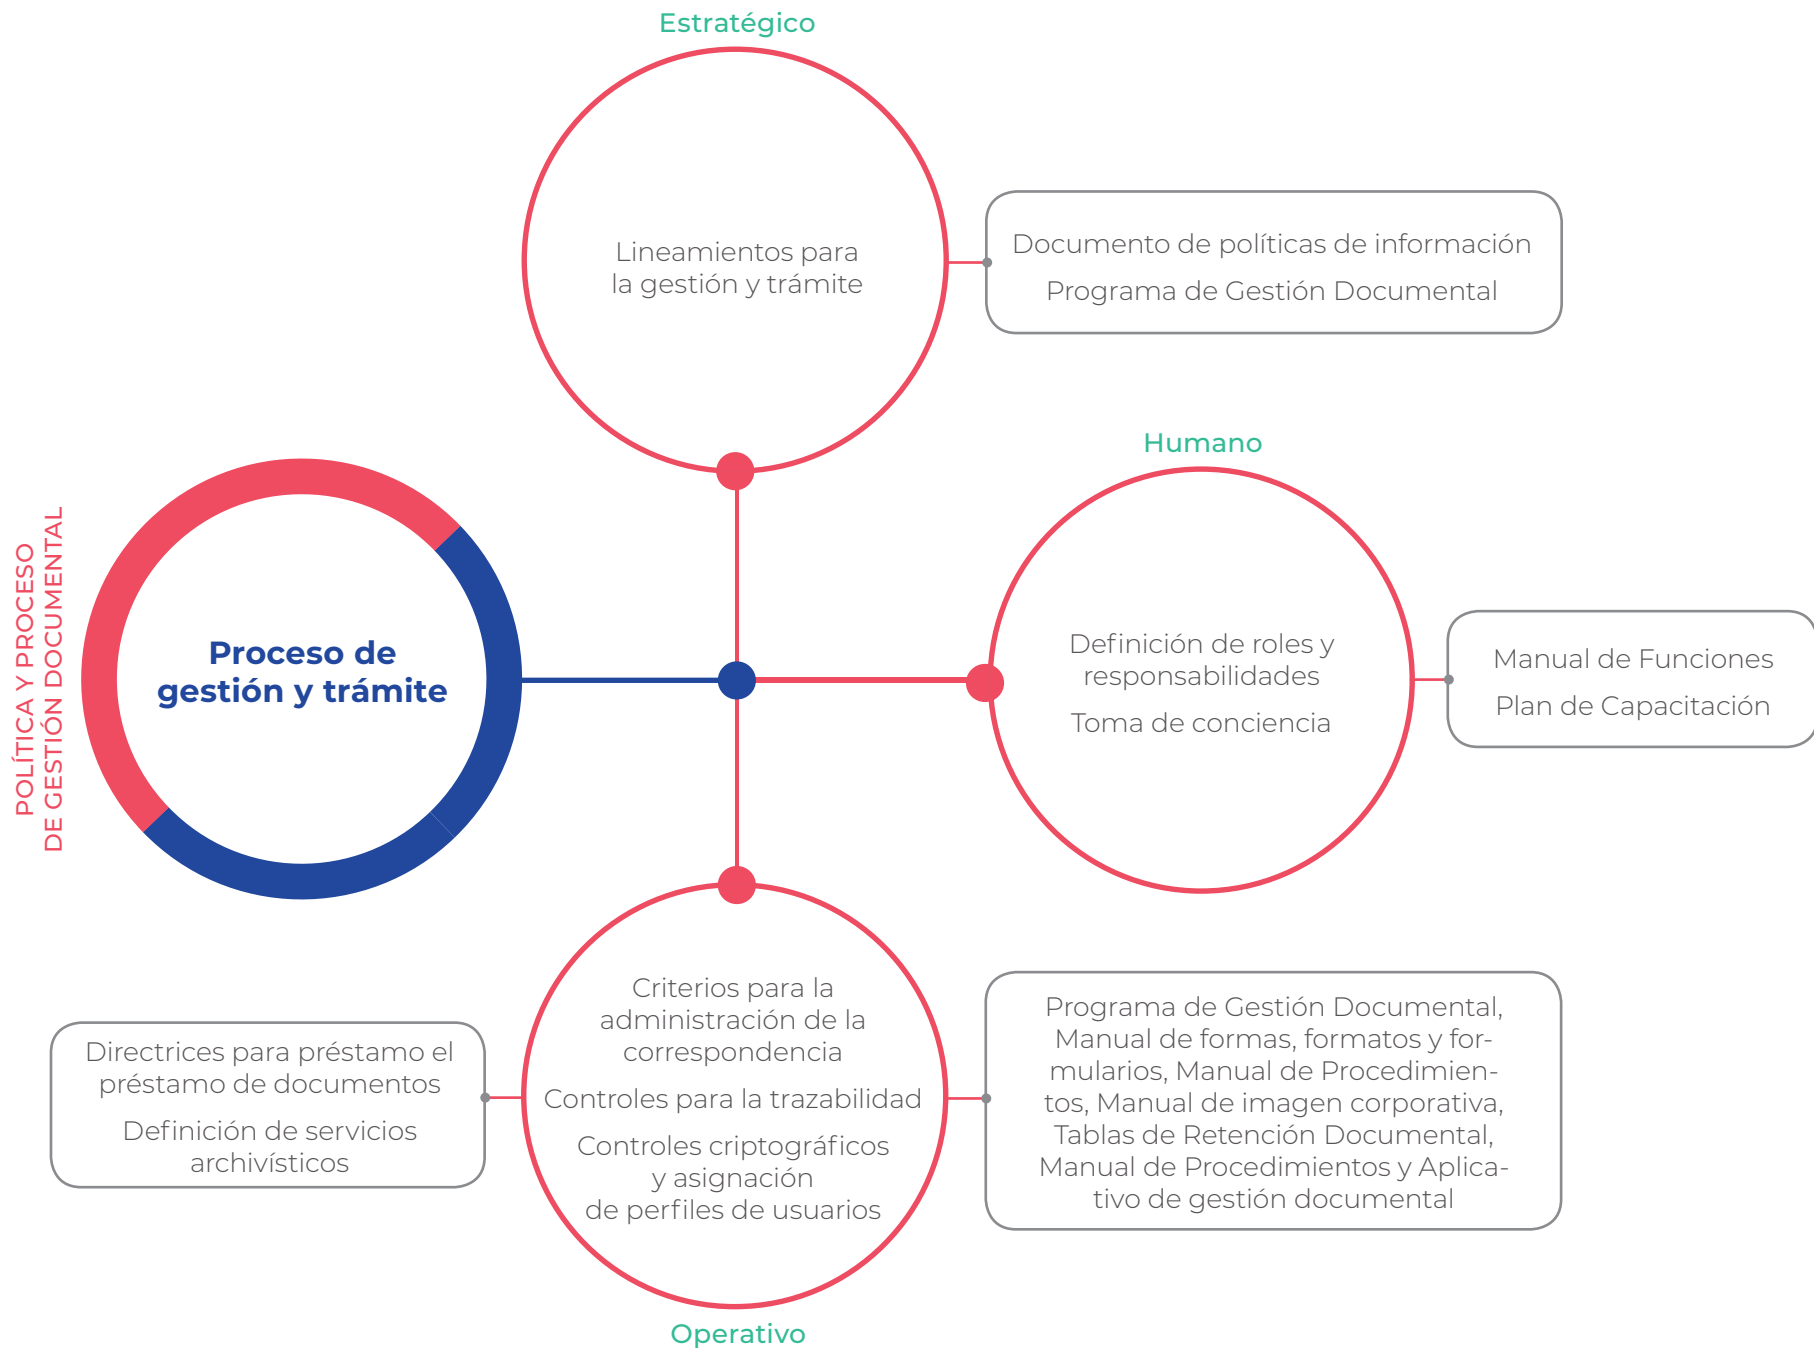 Estratégico
Lineamientos para
la gestión y trámite
Documento de políticas de información
Programa de Gestión Documental
Humano
Definición de roles y
responsabilidades
Toma de conciencia
Manual de Funciones
Plan de Capacitación
POLÍTICA Y PROCESO
DE GESTIÓN DOCUMENTAL
Proceso de
gestión y trámite
Directrices para préstamo el
préstamo de documentos
Definición de servicios
archivísticos
Criterios para la
administración de la
correspondencia
Controles para la trazabilidad
Controles criptográficos
y asignación
de perfiles de usuarios
Programa de Gestión Documental,
Manual de formas, formatos y for-
mularios, Manual de Procedimien-
tos, Manual de imagen corporativa,
Tablas de Retención Documental,
Manual de Procedimientos y Aplica-
tivo de gestión documental
Operativo